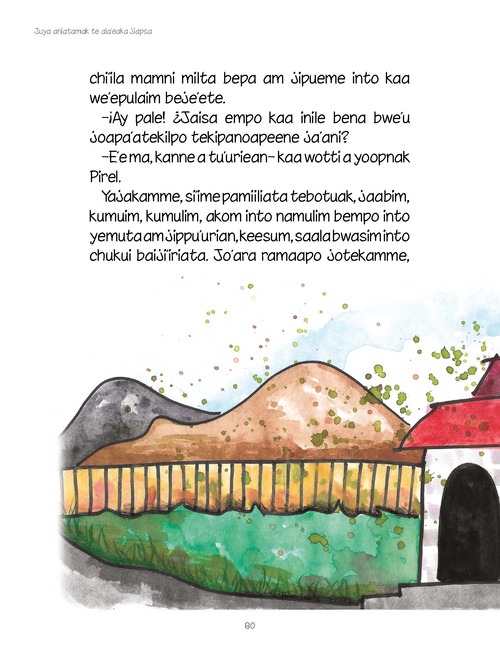 Juya aniatamak te ala'eaka jiapsa
chi'ila mamni milta bepa am jipueme into kaa
we'epulaim beje'ete.
–¡Ay pale! ¿Jaisa empo kaa inile bena bwe'u
joapa'atekilpo tekipanoapeene ja'ani?
–E'e ma, kanne a tu'uriean– kaa wotti a yoopnak
Pirel.
Yajakamme, si'ime pamiiliata tebotuak, jaabim,
kumuim, kumulim, akom into namulim bempo into
yemuta am jippu'urian, keesum, saala bwasim into
chukui baiji'iriata. Jo'ara ramaapo jotekamme,
80